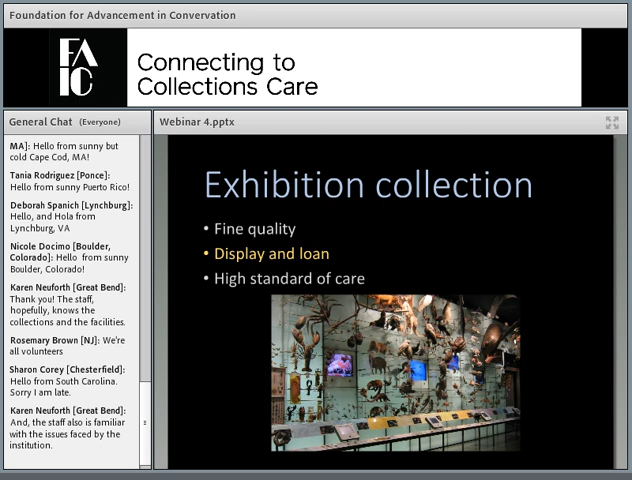 Foundation for Advancement in Convervation
FA
IC
Connecting to
Collections Care
General Chat (Everyone)
MA]: Hello from sunny but
cold Cape Cod, MA!
Tania Rodriguez [Ponce]:
Hello from sunny Puerto Rico!
Deborah Spanich [Lynchburg]:
Hello, and Hola from
Lynchburg, VA
Nicole Docimo [Boulder,
Colorado]: Hello from sunny
Boulder, Colorado!
Karen Neuforth [Great Bend]:
Thank you! The staff,
hopefully, knows the
collections and the facilities.
Rosemary Brown [NJ]: We're
all volunteers
Sharon Corey [Chesterfield]:
Hello from South Carolina.
Sorry I am late.
Karen Neuforth [Great Bend]:
And, the staff also is familiar
with the issues faced by the
institution.
Webinar 4.pptx
Exhibition collection
• Fine quality
• Display and loan
• High standard of care